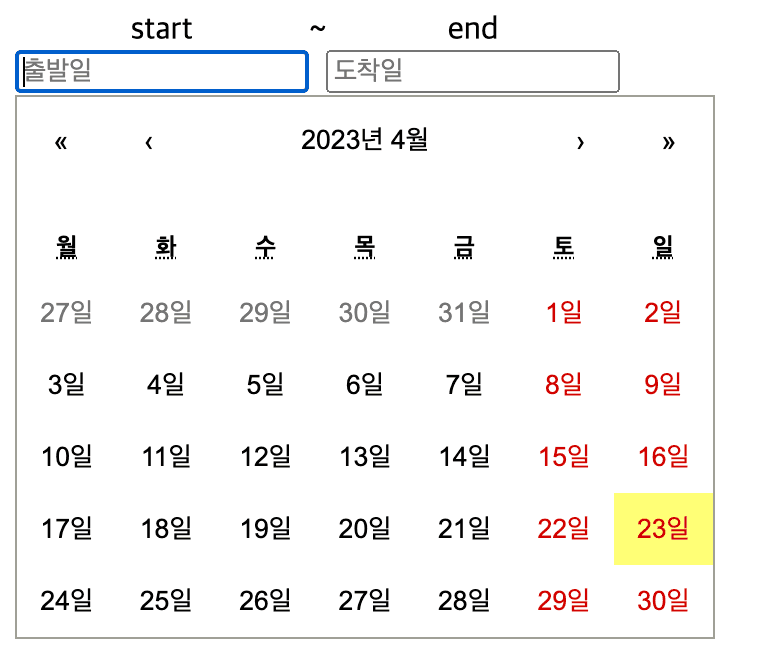 start ~ end
출발일 도착일
« ‹ 2023년 4월 › »
월 화 수 목 금 토 일
27일 28일 29일 30일 31일 1일 2일
3일 4일 5일 6일 7일 8일 9일
10일 11일 12일 13일 14일 15일 16일
17일 18일 19일 20일 21일 22일 23일
24일 25일 26일 27일 28일 29일 30일